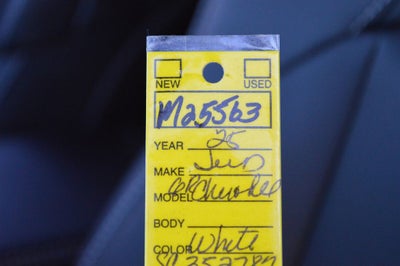 NEW USED
M25563
YEAR 25
MAKE Jeep
MODEL Cherokee
BODY
COLOR White